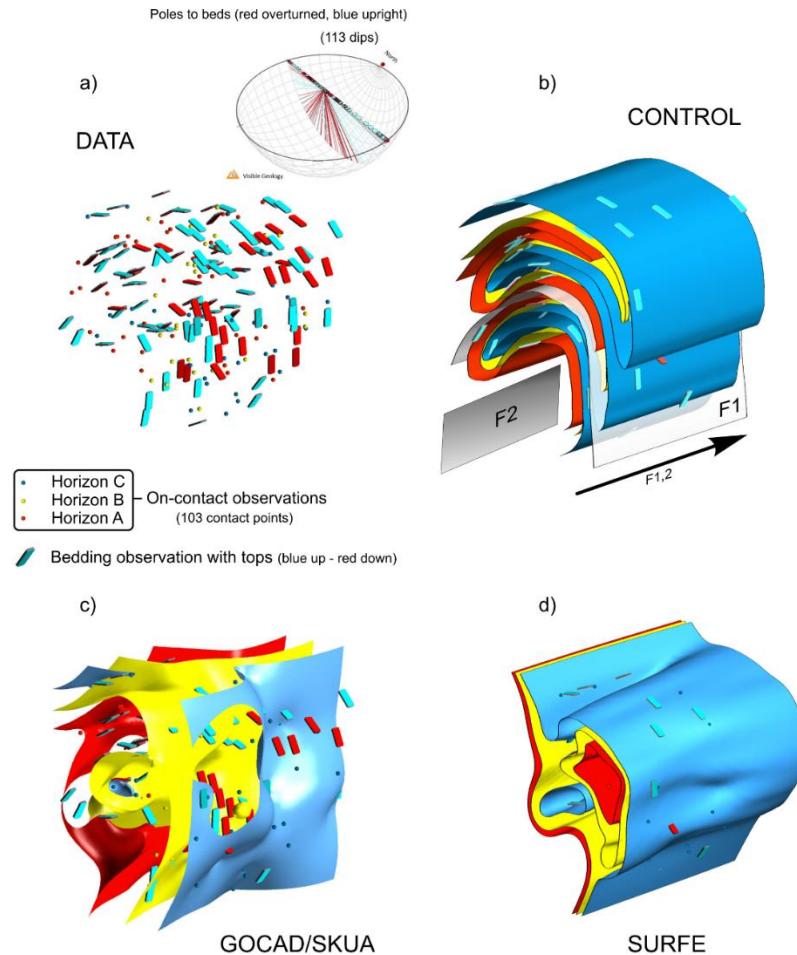 Poles to beds (red overturned, blue upright)
(113 dips)
North
a)
DATA
Visible Geology
b)
CONTROL
F2
F1
F1,2
Horizon C
Horizon B
Horizon A
On-contact observations
(103 contact points)
Bedding observation with tops (blue up - red down)
c)
d)
GOCAD/SKUA
SURFE